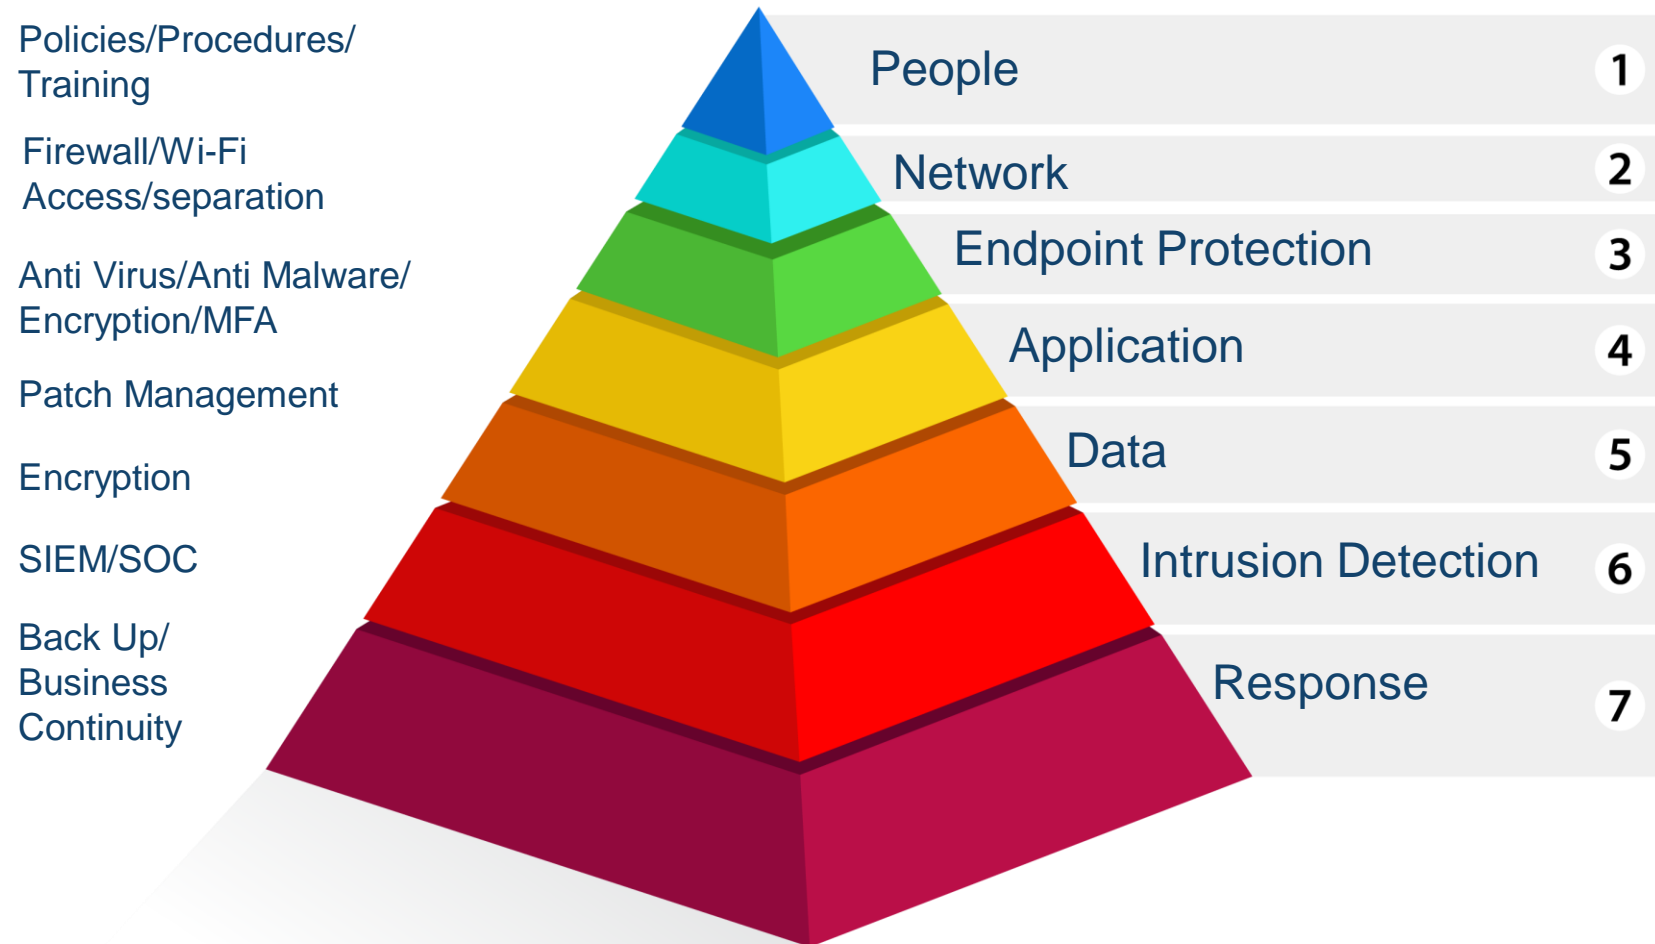 Policies/Procedures/
Training
People
1
Firewall/Wi-Fi
Access/separation
Network
2
Anti Virus/Anti Malware/
Encryption/MFA
Endpoint Protection
3
Patch Management
Application
4
Encryption
Data
5
SIEM/SOC
Intrusion Detection
6
Back Up/
Business
Continuity
Response
7